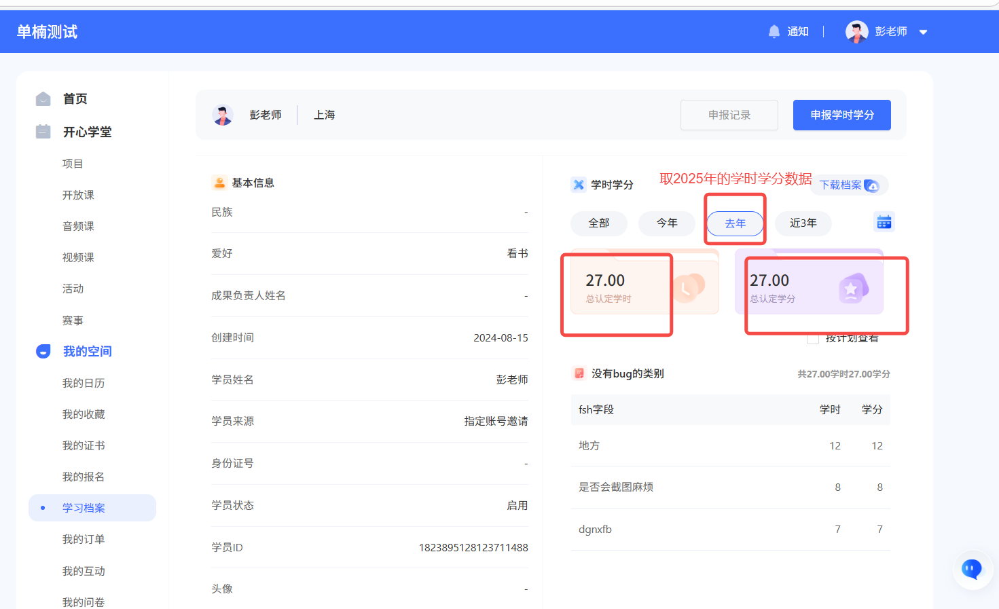 单楠测试
通知
彭老师
首页
开心学堂
项目
开放课
音频课
视频课
活动
赛事
我的空间
我的日历
我的收藏
我的证书
我的报名
学习档案
我的订单
我的互动
我的问卷
彭老师
上海
申报记录
申报学时学分
基本信息
民族 -
爱好 看书
成果负责人姓名 -
创建时间 2024-08-15
学员姓名 彭老师
学员来源 指定账号邀请
身份证号 -
学员状态 启用
学员ID 1823895128123711488
头像 -
学时学分
取2025年的学时学分数据
下载档案
全部 今年 去年 近3年
27.00
总认定学时
27.00
总认定学分
按计划查看
没有bug的类别
共27.00学时27.00学分
fsh字段 学时 学分
地方 12 12
是否会截图麻烦 8 8
dgnxfb 7 7